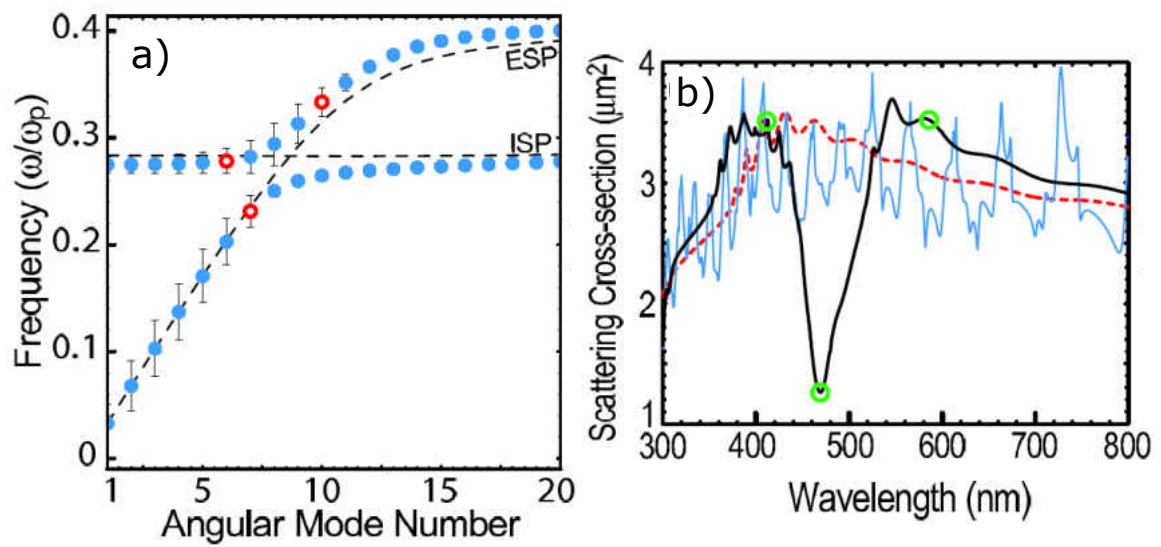 a)
Frequency (ω/ωp)
0.4
0.3
0.2
0.1
0
ESP
ISP
1 5 10 15 20
Angular Mode Number
b)
Scattering Cross-section (μm²)
4
3
2
1
300 400 500 600 700 800
Wavelength (nm)